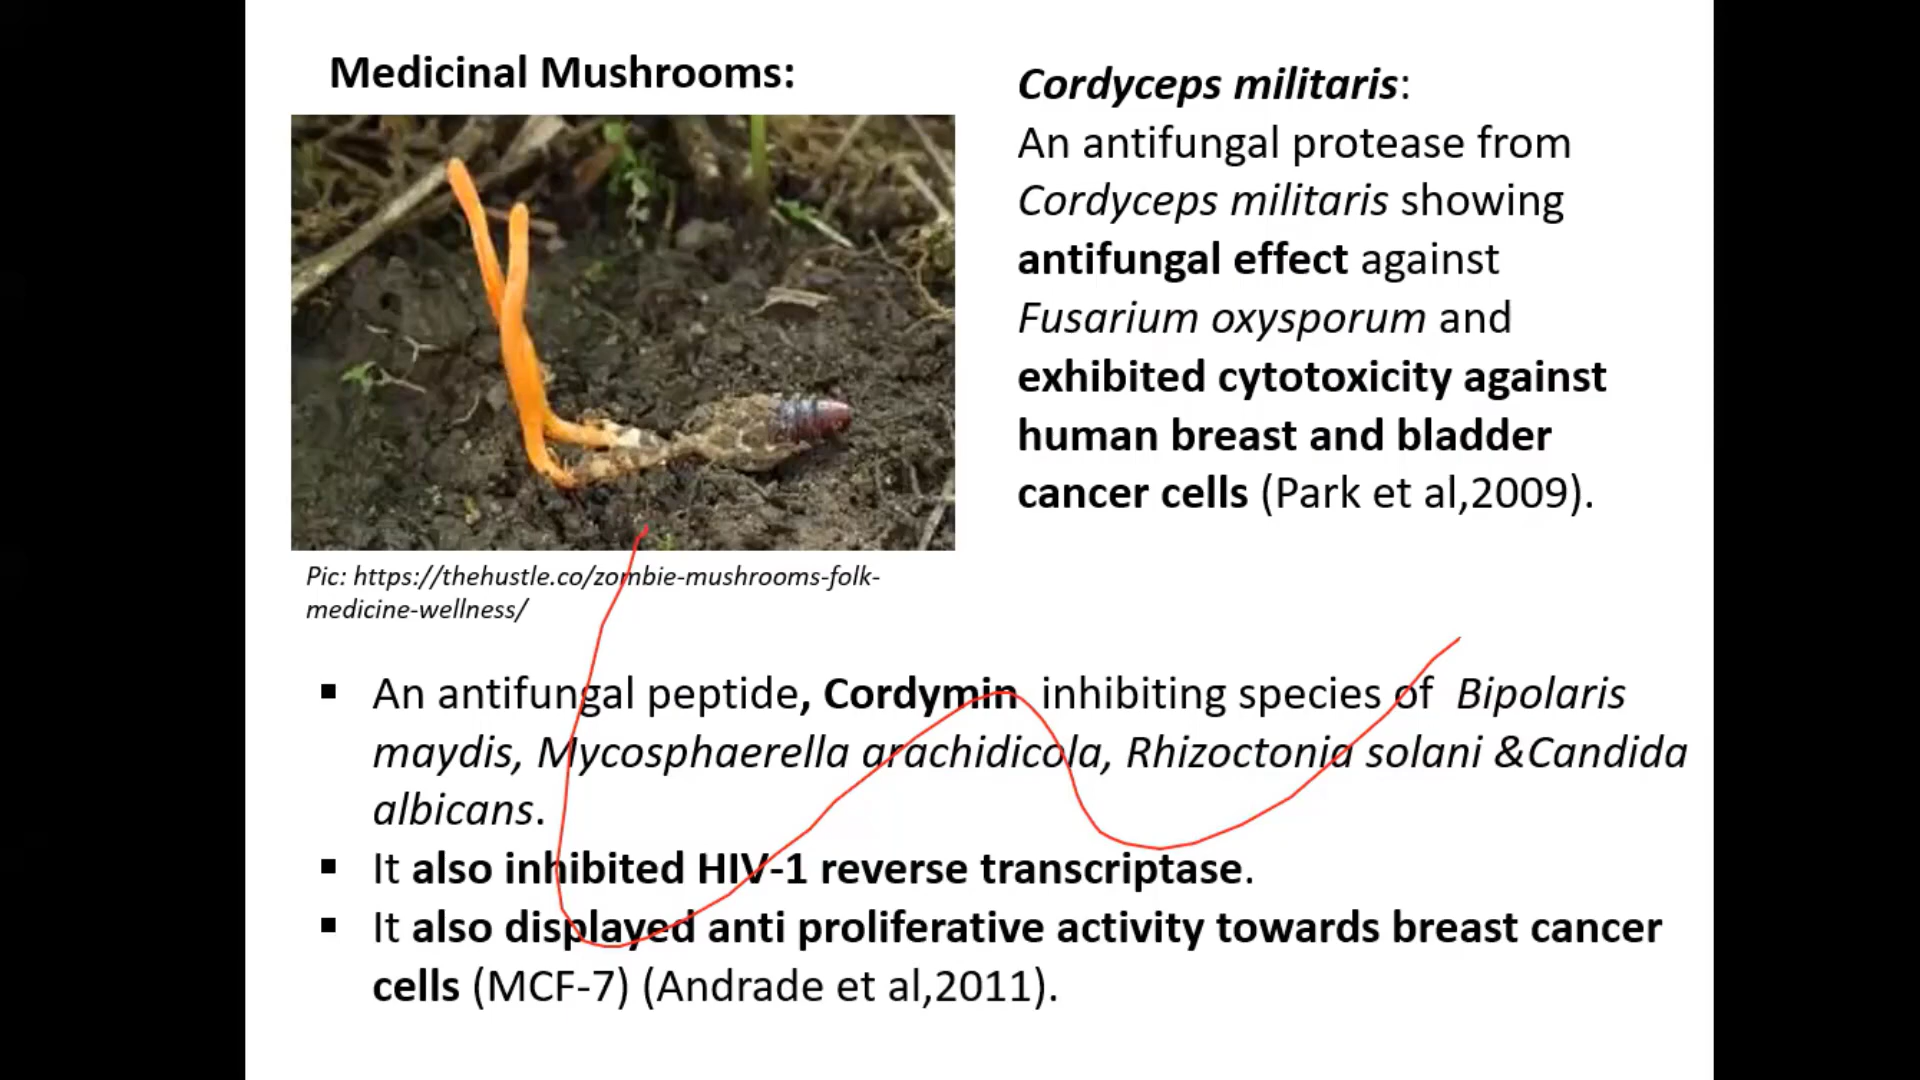 Medicinal Mushrooms:
Pic: https://thehustle.co/zombie-mushrooms-folk-
medicine-wellness/
Cordyceps militaris:
An antifungal protease from
Cordyceps militaris showing
antifungal effect against
Fusarium oxysporum and
exhibited cytotoxicity against
human breast and bladder
cancer cells (Park et al,2009).
▪ An antifungal peptide, Cordymin inhibiting species of Bipolaris
maydis, Mycosphaerella arachidicola, Rhizoctonia solani &Candida
albicans.
▪ It also inhibited HIV-1 reverse transcriptase.
▪ It also displayed anti proliferative activity towards breast cancer
cells (MCF-7) (Andrade et al,2011).